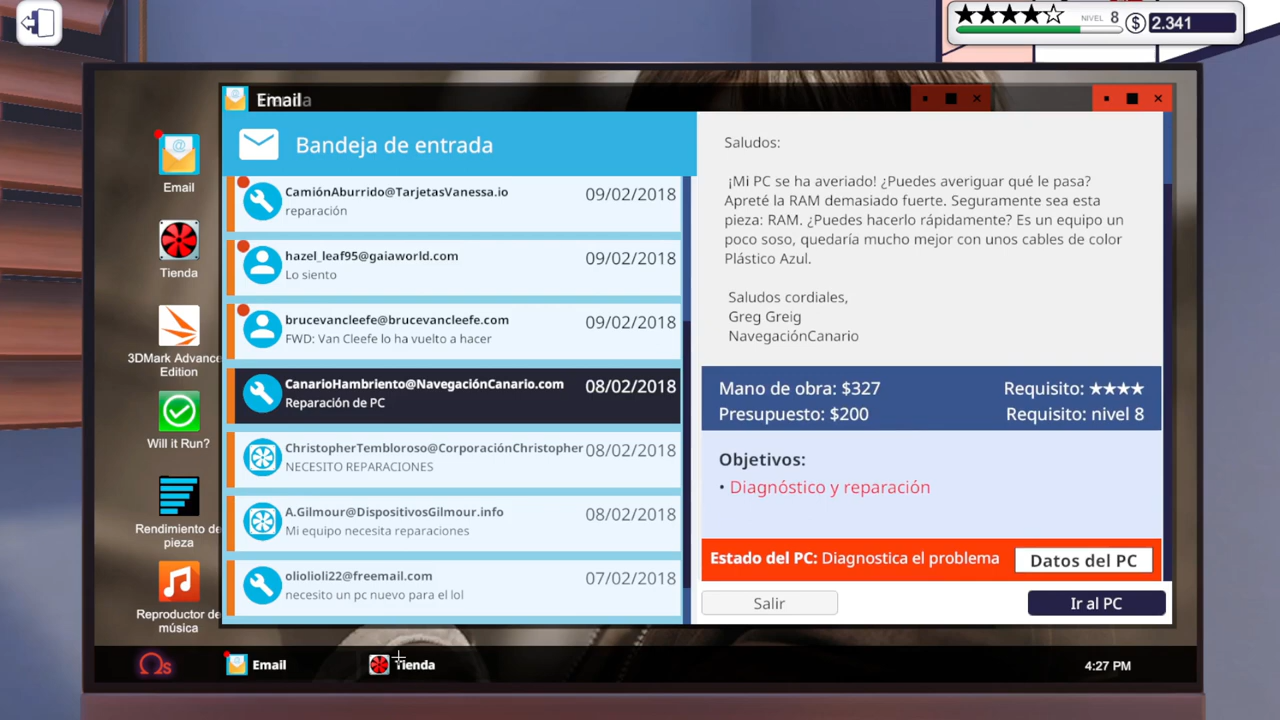 ★★★★☆ NIVEL 8 $ 2.341
Email
Email
Tienda
3DMark Advance
Edition
Will it Run?
Rendimiento de
pieza
Reproductor de
música
Bandeja de entrada
CamiónAburrido@TarjetasVanessa.io 09/02/2018
reparación
hazel_leaf95@gaiaworld.com 09/02/2018
Lo siento
brucevancleefe@brucevancleefe.com 09/02/2018
FWD: Van Cleefe lo ha vuelto a hacer
CanarioHambriento@NavegaciónCanario.com 08/02/2018
Reparación de PC
ChristopherTembloroso@CorporaciónChristopher 08/02/2018
NECESITO REPARACIONES
A.Gilmour@DispositivosGilmour.info 08/02/2018
Mi equipo necesita reparaciones
oliolioli22@freemail.com 07/02/2018
necesito un pc nuevo para el lol
Saludos:
¡Mi PC se ha averiado! ¿Puedes averiguar qué le pasa?
Apreté la RAM demasiado fuerte. Seguramente sea esta
pieza: RAM. ¿Puedes hacerlo rápidamente? Es un equipo un
poco soso, quedaría mucho mejor con unos cables de color
Plástico Azul.
Saludos cordiales,
Greg Greig
NavegaciónCanario
Mano de obra: $327 Requisito: ★★★★
Presupuesto: $200 Requisito: nivel 8
Objetivos:
• Diagnóstico y reparación
Estado del PC: Diagnostica el problema Datos del PC
Salir Ir al PC
Ωs Email Tienda 4:27 PM